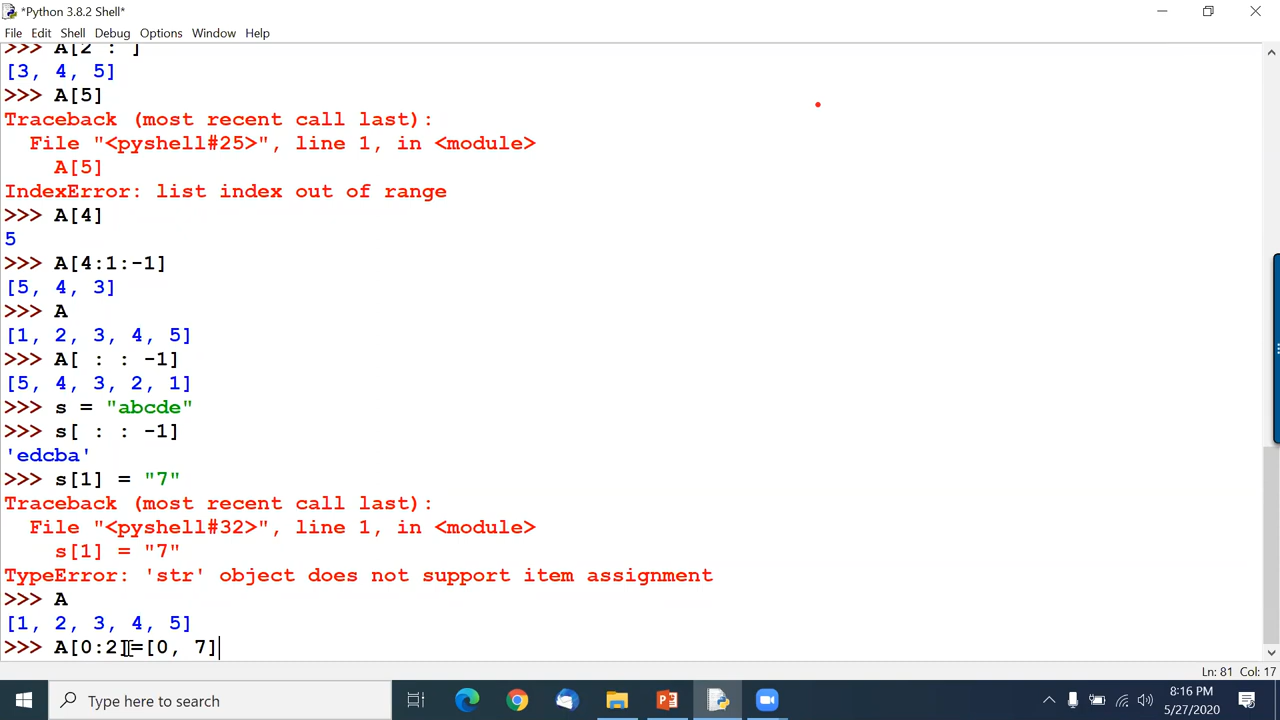 *Python 3.8.2 Shell*
File Edit Shell Debug Options Window Help
>>> A[2 : ]
[3, 4, 5]
>>> A[5]
Traceback (most recent call last):
  File "<pyshell#25>", line 1, in <module>
    A[5]
IndexError: list index out of range
>>> A[4]
5
>>> A[4:1:-1]
[5, 4, 3]
>>> A
[1, 2, 3, 4, 5]
>>> A[ : : -1]
[5, 4, 3, 2, 1]
>>> s = "abcde"
>>> s[ : : -1]
'edcba'
>>> s[1] = "7"
Traceback (most recent call last):
  File "<pyshell#32>", line 1, in <module>
    s[1] = "7"
TypeError: 'str' object does not support item assignment
>>> A
[1, 2, 3, 4, 5]
>>> A[0:2]=[0, 7]
Ln: 81 Col: 17
Type here to search
8:16 PM
5/27/2020